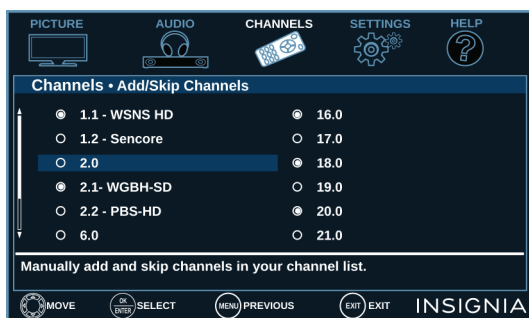 PICTURE AUDIO CHANNELS SETTINGS HELP
Channels • Add/Skip Channels
1.1 - WSNS HD 16.0
1.2 - Sencore 17.0
2.0 18.0
2.1- WGBH-SD 19.0
2.2 - PBS-HD 20.0
6.0 21.0
Manually add and skip channels in your channel list.
MOVE OK ENTER SELECT MENU PREVIOUS EXIT EXIT INSIGNIA